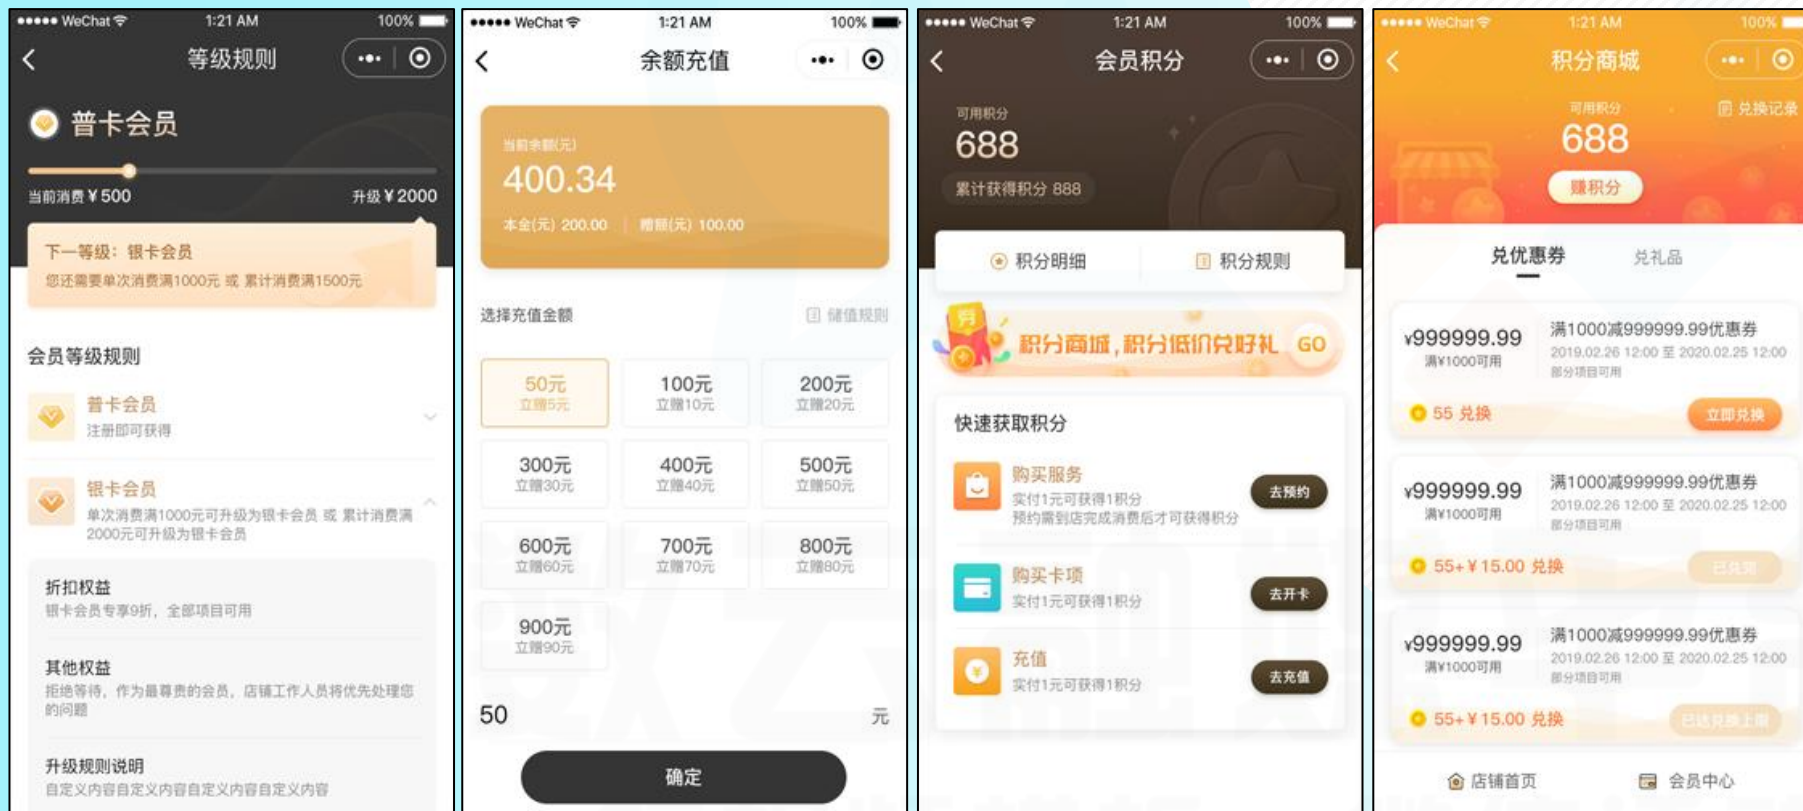 WeChat
1:21 AM
100%
等级规则
普卡会员
当前消费¥500
升级¥2000
下一等级：银卡会员
您还需要单次消费满1000元 或 累计消费满1500元
会员等级规则
普卡会员
注册即可获得
银卡会员
单次消费满1000元可升级为银卡会员 或 累计消费满
2000元可升级为银卡会员
折扣权益
银卡会员专享9折，全部项目可用
其他权益
拒绝等待，作为最尊贵的会员，店铺工作人员将优先处理您
的问题
升级规则说明
自定义内容自定义内容自定义内容自定义内容
WeChat
1:21 AM
100%
余额充值
当前余额(元)
400.34
本金(元) 200.00
赠额(元) 100.00
选择充值金额
储值规则
50元
立赠5元
100元
立赠10元
200元
立赠20元
300元
立赠30元
400元
立赠40元
500元
立赠50元
600元
立赠60元
700元
立赠70元
800元
立赠80元
900元
立赠90元
50
元
确定
WeChat
1:21 AM
100%
会员积分
可用积分
688
累计获得积分 888
积分明细
积分规则
券
积分商城，积分低价兑好礼
GO
快速获取积分
购买服务
实付1元可获得1积分
预约需到店完成消费后才可获得积分
去预约
购买卡项
实付1元可获得1积分
去开卡
充值
实付1元可获得1积分
去充值
WeChat
1:21 AM
100%
积分商城
可用积分
688
兑换记录
赚积分
兑优惠券
兑礼品
¥999999.99
满¥1000可用
满1000减999999.99优惠券
2019.02.26 12:00 至 2020.02.25 12:00
部分项目可用
55 兑换
立即兑换
¥999999.99
满¥1000可用
满1000减999999.99优惠券
2019.02.26 12:00 至 2020.02.25 12:00
部分项目可用
55+¥15.00 兑换
¥999999.99
满¥1000可用
满1000减999999.99优惠券
2019.02.26 12:00 至 2020.02.25 12:00
部分项目可用
55+¥15.00 兑换
已达兑换上限
店铺首页
会员中心